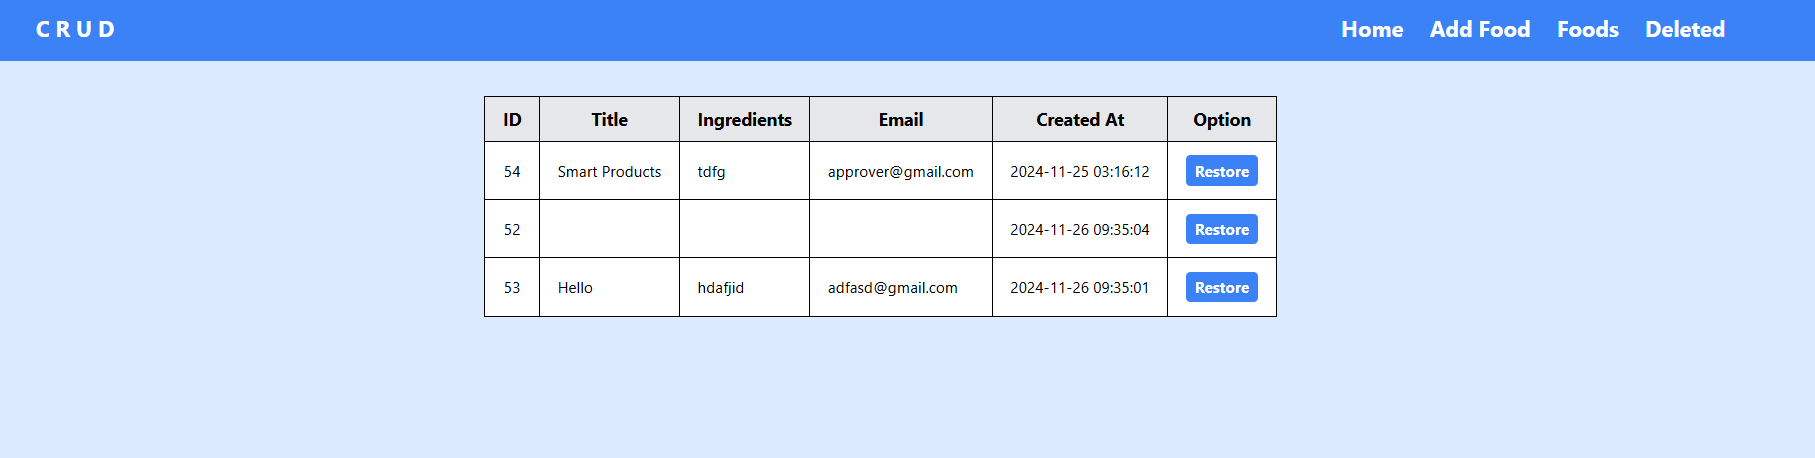 C R U D Home Add Food Foods Deleted
ID Title Ingredients Email Created At Option
54 Smart Products tdfg approver@gmail.com 2024-11-25 03:16:12 Restore
52 2024-11-26 09:35:04 Restore
53 Hello hdafjid adfasd@gmail.com 2024-11-26 09:35:01 Restore